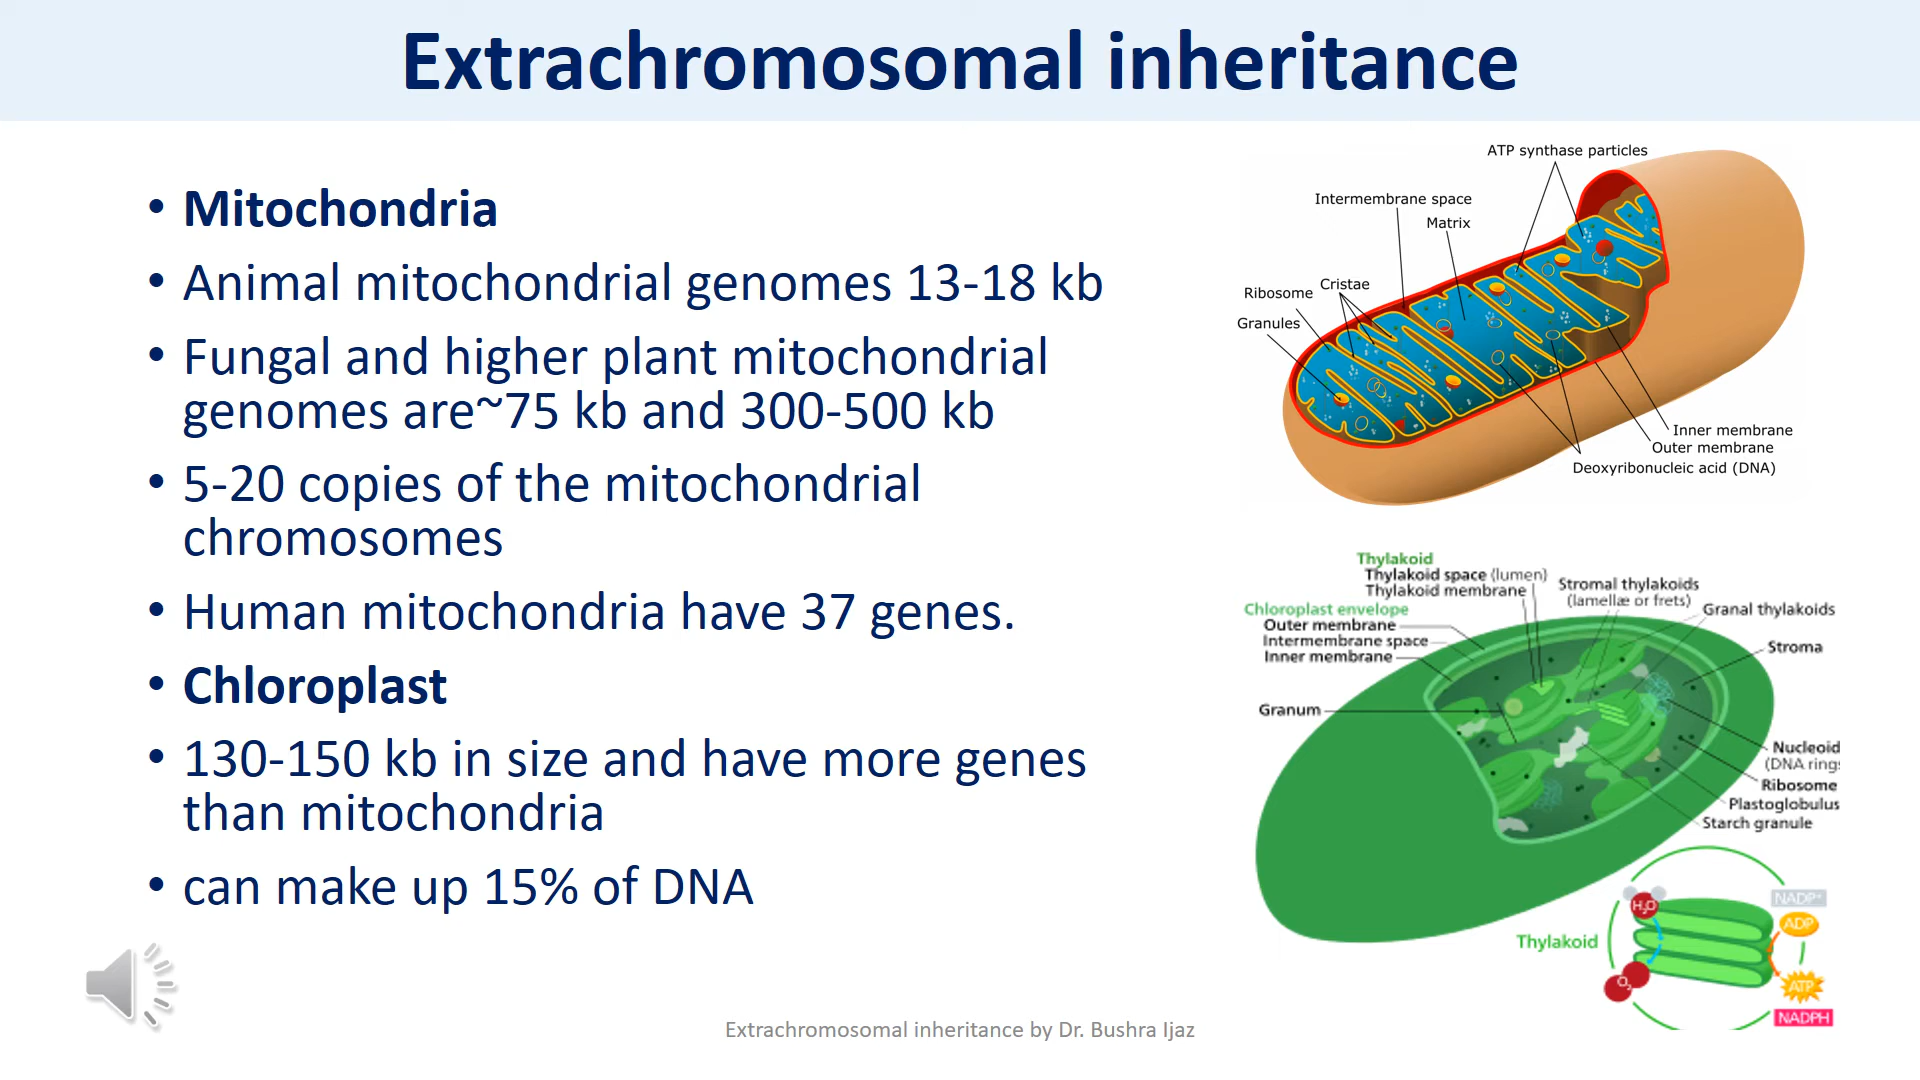 Extrachromosomal inheritance
• Mitochondria
• Animal mitochondrial genomes 13-18 kb
• Fungal and higher plant mitochondrial
genomes are~75 kb and 300-500 kb
• 5-20 copies of the mitochondrial
chromosomes
• Human mitochondria have 37 genes.
• Chloroplast
• 130-150 kb in size and have more genes
than mitochondria
• can make up 15% of DNA
ATP synthase particles
Intermembrane space
Matrix
Cristae
Ribosome
Granules
Inner membrane
Outer membrane
Deoxyribonucleic acid (DNA)
Thylakoid
Thylakoid space (lumen)
Thylakoid membrane
Stromal thylakoids
(lamellæ or frets)
Granal thylakoids
Chloroplast envelope
Outer membrane
Intermembrane space
Inner membrane
Stroma
Granum
Nucleoid
(DNA rings
Ribosome
Plastoglobulus
Starch granule
Thylakoid
H₂O
O₂
NADP⁺
ADP
ATP
NADPH
Extrachromosomal inheritance by Dr. Bushra Ijaz